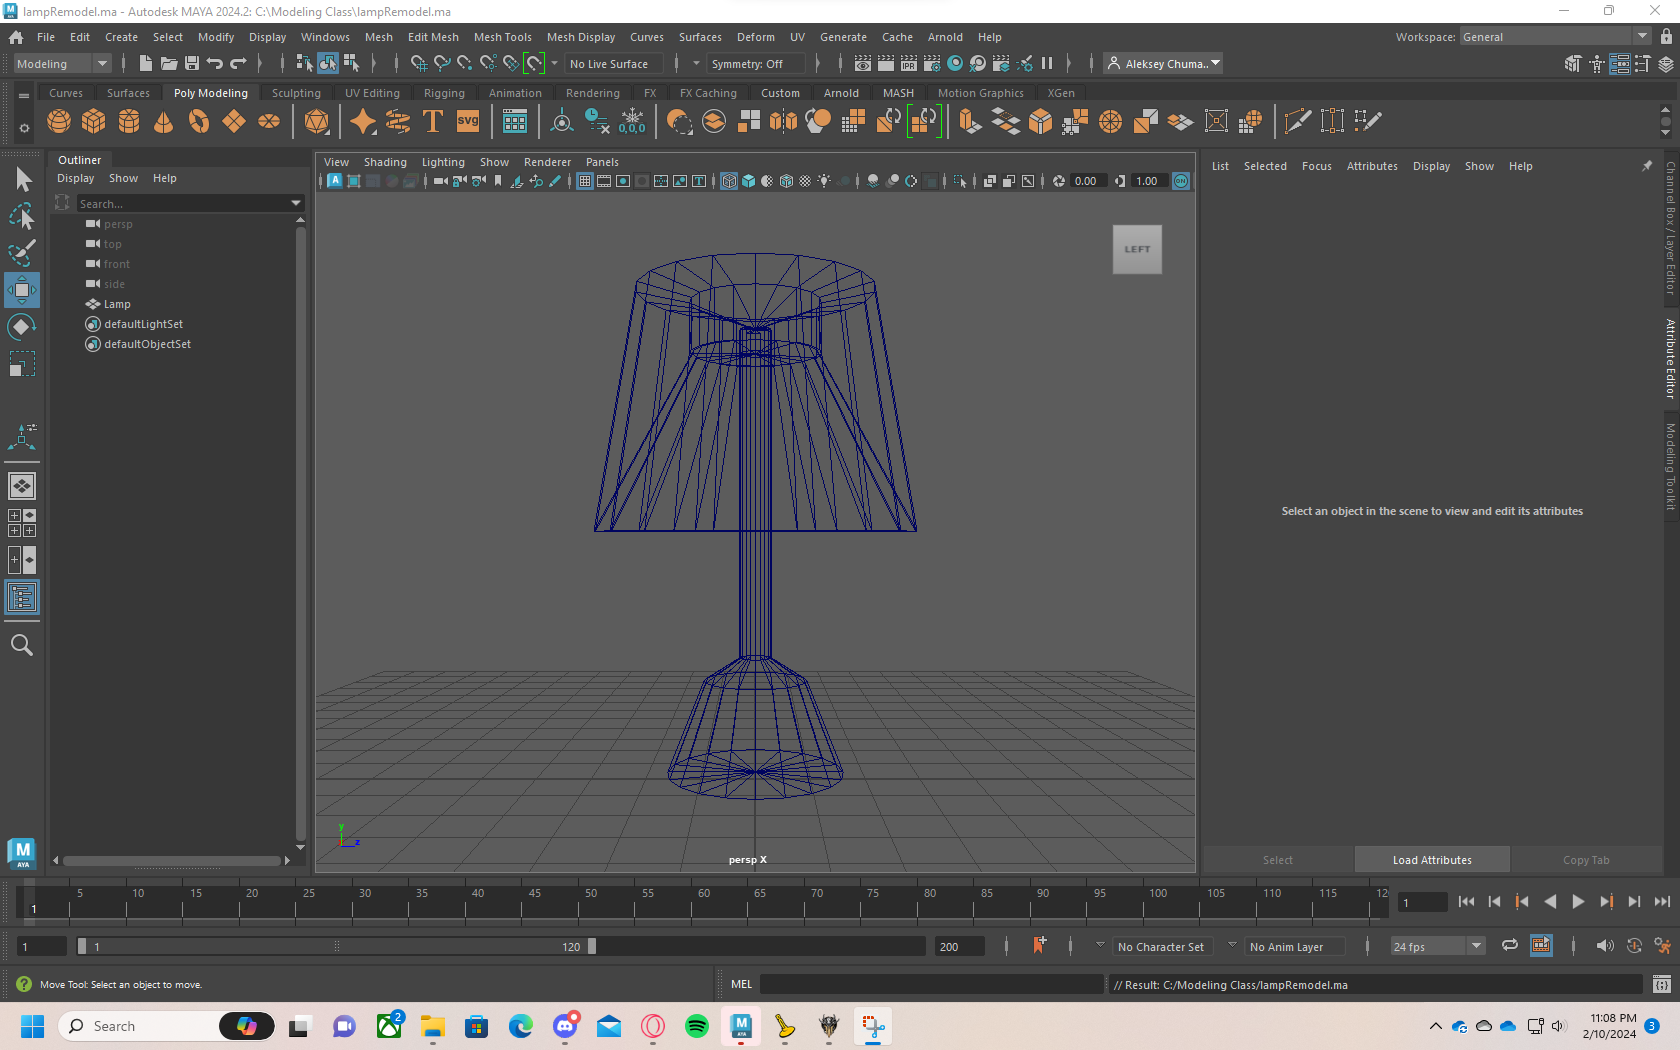 lampRemodel.ma - Autodesk MAYA 2024.2: C:\Modeling Class\lampRemodel.ma
File Edit Create Select Modify Display Windows Mesh Edit Mesh Mesh Tools Mesh Display Curves Surfaces Deform UV Generate Cache Arnold Help Workspace: General
Modeling No Live Surface Symmetry: Off Aleksey Chuma..
Curves Surfaces Poly Modeling Sculpting UV Editing Rigging Animation Rendering FX FX Caching Custom Arnold MASH Motion Graphics XGen
T svg 0,0,0
Outliner
Display Show Help
Search...
persp
top
front
side
Lamp
defaultLightSet
defaultObjectSet
View Shading Lighting Show Renderer Panels
0.00 1.00 ON
LEFT
y
z
persp X
List Selected Focus Attributes Display Show Help
Select an object in the scene to view and edit its attributes
Select Load Attributes Copy Tab
Channel Box / Layer Editor
Attribute Editor
Modeling Toolkit
M
AYA
5 10 15 20 25 30 35 40 45 50 55 60 65 70 75 80 85 90 95 100 105 110 115 12
1 1
1 1 120 200 No Character Set No Anim Layer 24 fps
Move Tool: Select an object to move. MEL // Result: C:/Modeling Class/lampRemodel.ma
Search 2 M AYA 11:08 PM 3
2/10/2024